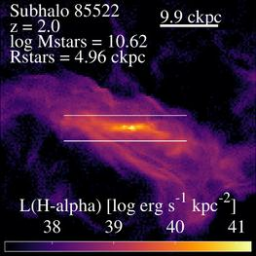 Subhalo 85522
z = 2.0
log Mstars = 10.62
Rstars = 4.96 ckpc
9.9 ckpc
L(H-alpha) [log erg s⁻¹ kpc⁻²]
38 39 40 41